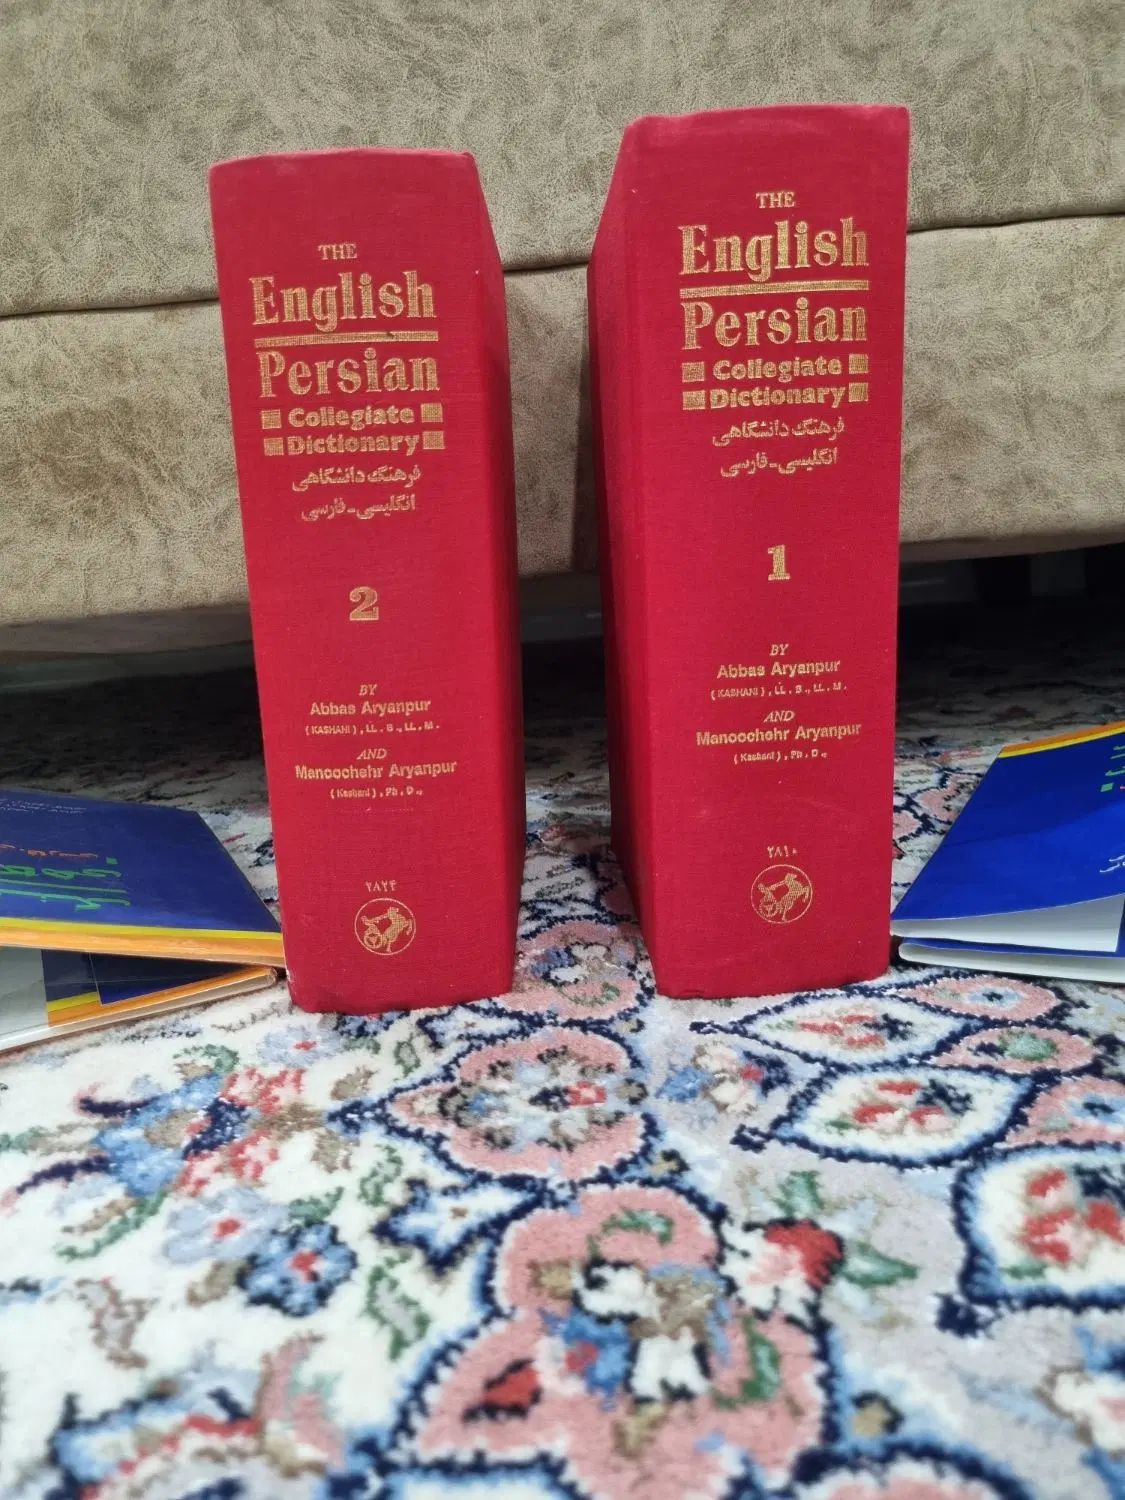 THE
English
Persian
Collegiate
Dictionary
فرهنگ دانشگاهی
انگلیسی-فارسی
2
BY
Abbas Aryanpur
(KASHANI), LL. B., LL. M.
AND
Manoochehr Aryanpur
(Kashani), Ph. D.,
۲۸۲۴
THE
English
Persian
Collegiate
Dictionary
فرهنگ دانشگاهی
انگلیسی-فارسی
1
BY
Abbas Aryanpur
(KASHANI), LL. B., LL. M.
AND
Manoochehr Aryanpur
(Kashani), Ph. D.,
۲۸۱۰